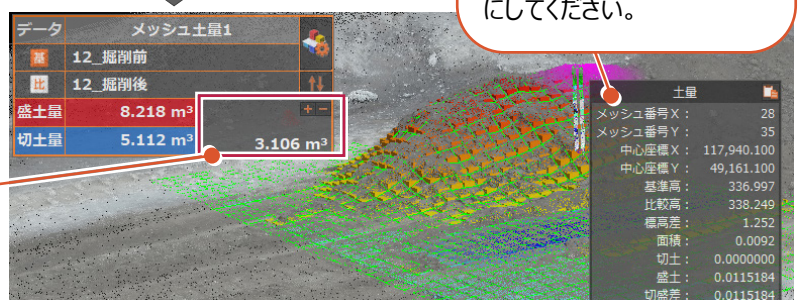 にしてください。
データ メッシュ土量1
基 12_掘削前
比 12_掘削後
盛土量 8.218 m³
切土量 5.112 m³ 3.106 m³
土量
メッシュ番号X： 28
メッシュ番号Y： 35
中心座標X： 117,940.100
中心座標Y： 49,161.100
基準高： 336.997
比較高： 338.249
標高差： 1.252
面積： 0.0092
切土： 0.0000000
盛土： 0.0115184
切盛差： 0.0115184